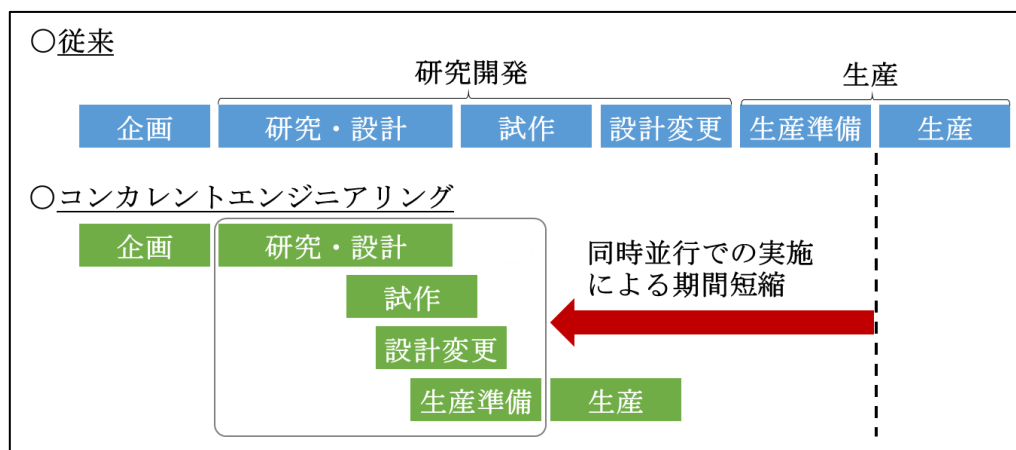 ○従来
研究開発
生産
企画
研究・設計
試作
設計変更
生産準備
生産
○コンカレントエンジニアリング
企画
研究・設計
試作
設計変更
生産準備
生産
同時並行での実施
による期間短縮